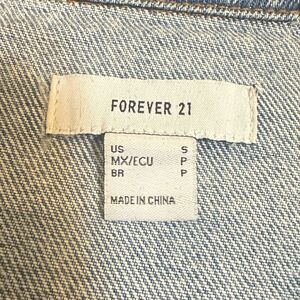 FOREVER 21
US S
MX/ECU P
BR P
MADE IN CHINA